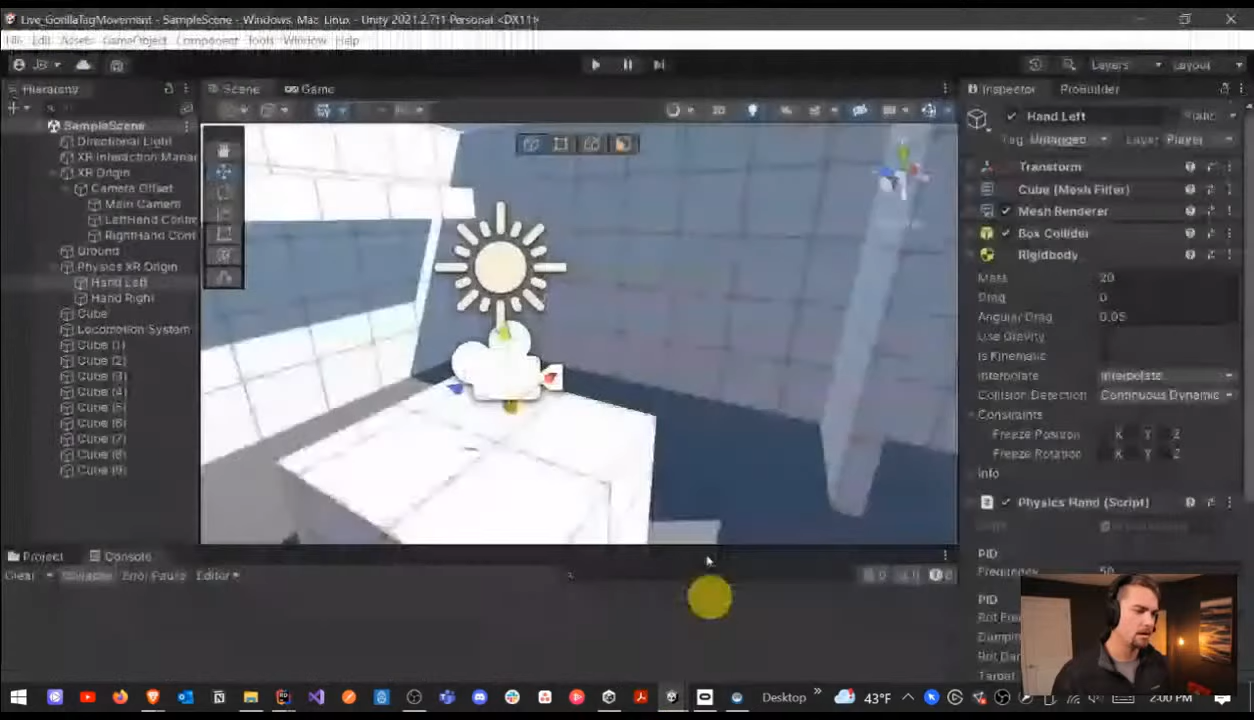 Live_GorillaTagMovement - SampleScene - Windows, Mac, Linux - Unity 2021.2.7f1 Personal <DX11>
File Edit Assets GameObject Component Tools Window Help
Layers Layout
Hierarchy
Scene Game
Inspector ProBuilder
SampleScene
Directional Light
XR Origin
Camera Offset
Main Camera
LeftHand Contr
RightHand Cont
Ground
Physics XR Origin
Hand Left
Hand Right
Cube
Locomotion System
Cube (1)
Cube (2)
Cube (3)
Cube (4)
Cube (5)
Cube (6)
Cube (7)
Cube (8)
Cube (9)
Hand Left Static
Tag Untagged Layer Player
Transform
Cube (Mesh Filter)
Mesh Renderer
Box Collider
Rigidbody
Mass 20
Drag 0
Angular Drag 0.05
Use Gravity
Is Kinematic
Interpolate Interpolate
Collision Detection Continuous Dynamic
Constraints
Freeze Position X Y Z
Freeze Rotation X Y Z
Info
Physics Hand (Script)
PID
Frequency 50
PID
Damping
Target
Project Console
Clear Collapse Error Pause Editor
Desktop 43°F 2:00 PM